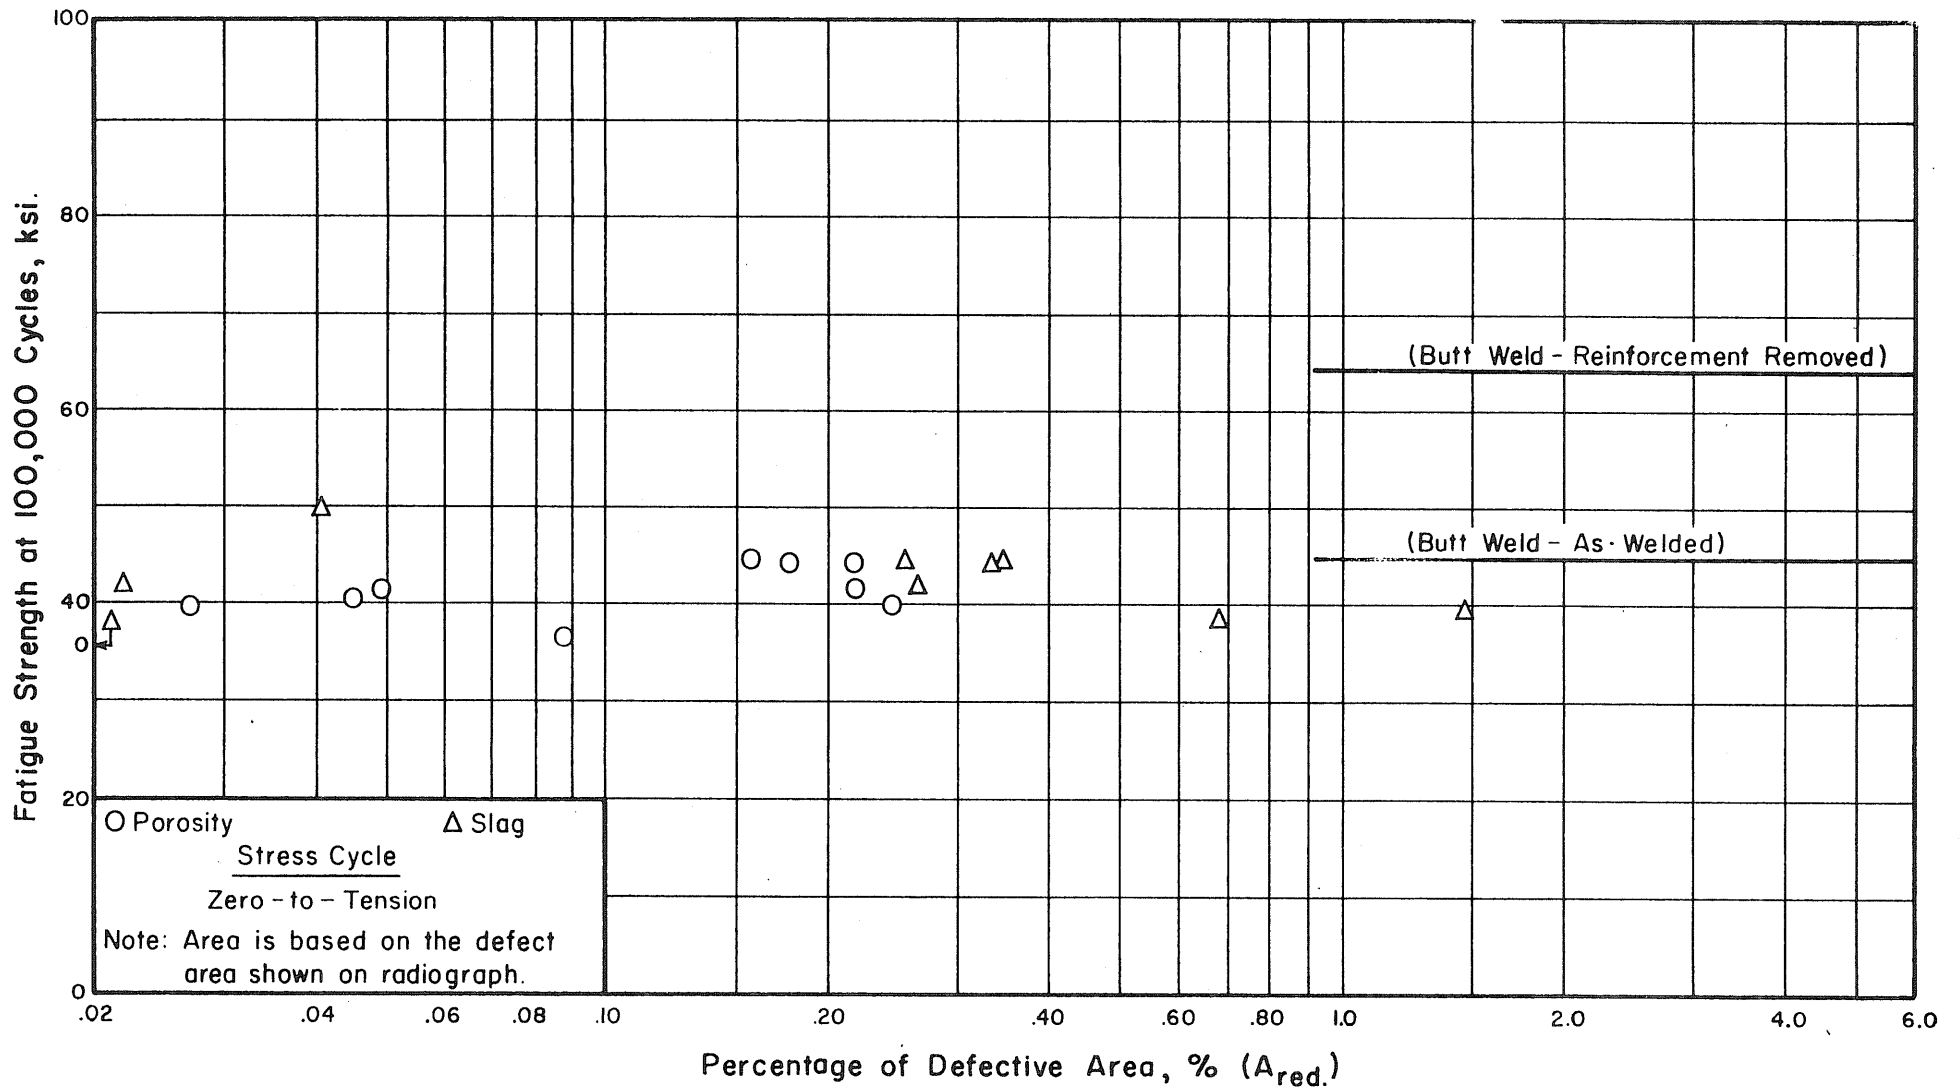 100
80
60
40
0
20
0
Fatigue Strength at 100,000 Cycles, ksi.
(Butt Weld - Reinforcement Removed)
(Butt Weld - As-Welded)
O Porosity Δ Slag
Stress Cycle
Zero-to-Tension
Note: Area is based on the defect
area shown on radiograph.
.02 .04 .06 .08 .10 .20 .40 .60 .80 1.0 2.0 4.0 6.0
Percentage of Defective Area, % (Ared.)